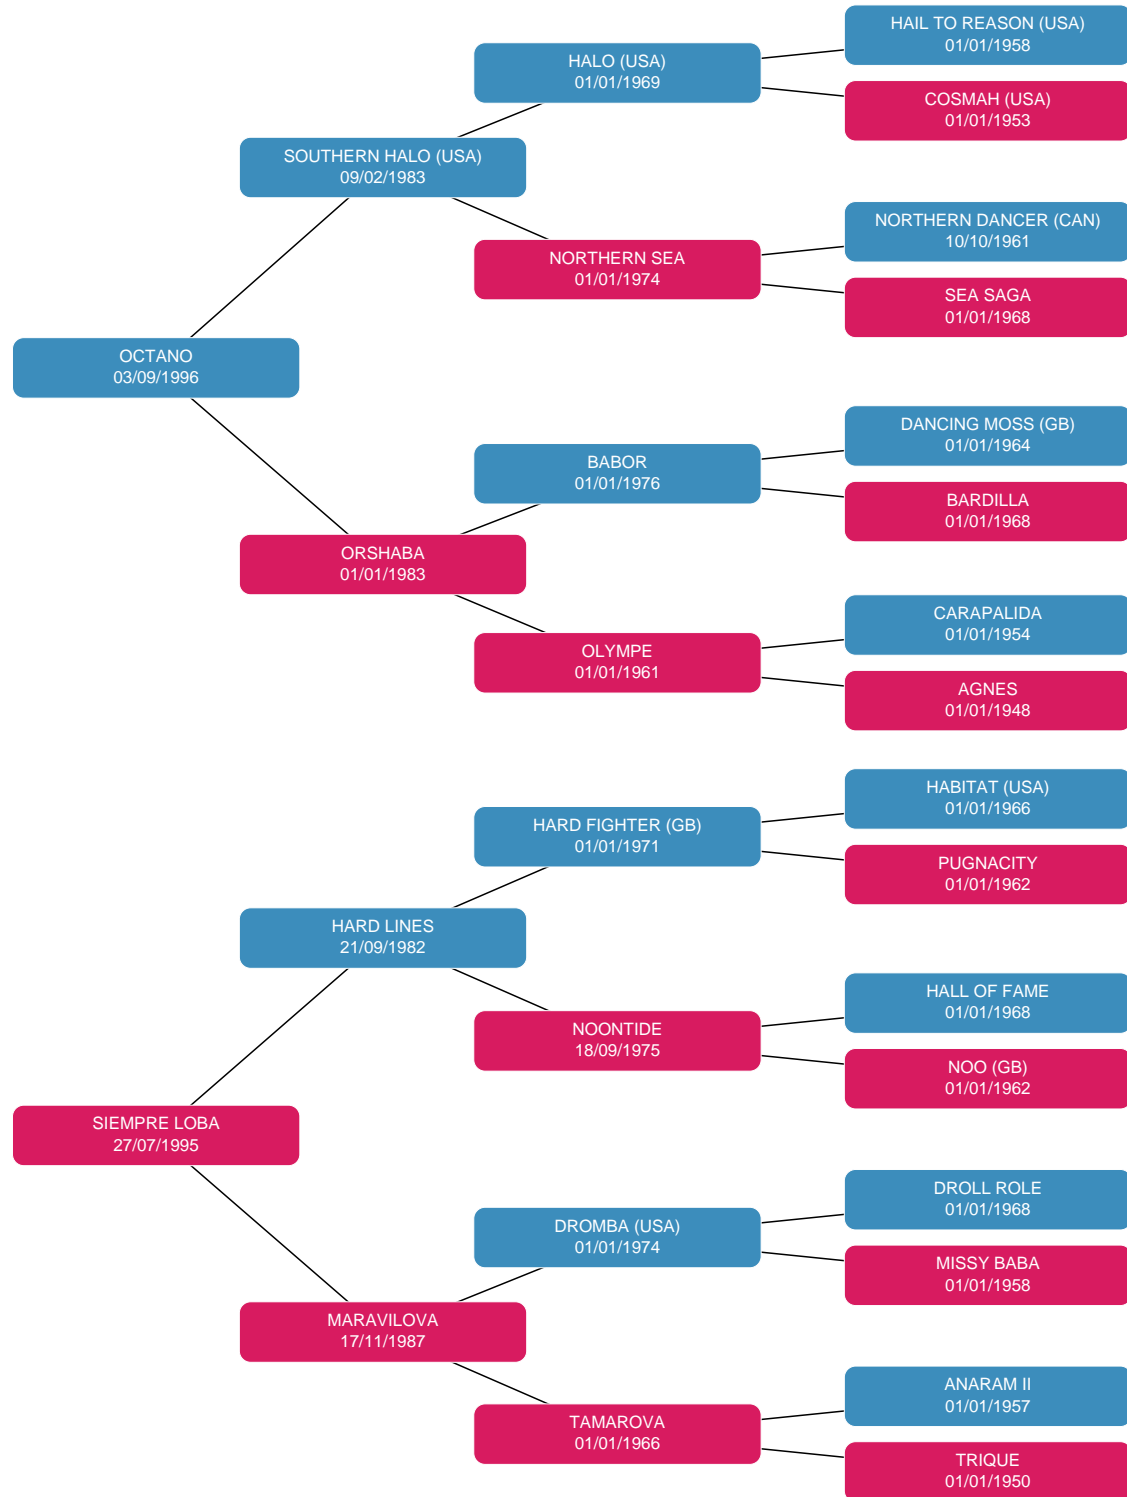 HAIL TO REASON (USA)
01/01/1958
HALO (USA)
01/01/1969
COSMAH (USA)
01/01/1953
SOUTHERN HALO (USA)
09/02/1983
NORTHERN DANCER (CAN)
10/10/1961
NORTHERN SEA
01/01/1974
SEA SAGA
01/01/1968
OCTANO
03/09/1996
DANCING MOSS (GB)
01/01/1964
BABOR
01/01/1976
BARDILLA
01/01/1968
ORSHABA
01/01/1983
CARAPALIDA
01/01/1954
OLYMPE
01/01/1961
AGNES
01/01/1948
HABITAT (USA)
01/01/1966
HARD FIGHTER (GB)
01/01/1971
PUGNACITY
01/01/1962
HARD LINES
21/09/1982
HALL OF FAME
01/01/1968
NOONTIDE
18/09/1975
NOO (GB)
01/01/1962
SIEMPRE LOBA
27/07/1995
DROLL ROLE
01/01/1968
DROMBA (USA)
01/01/1974
MISSY BABA
01/01/1958
MARAVILOVA
17/11/1987
ANARAM II
01/01/1957
TAMAROVA
01/01/1966
TRIQUE
01/01/1950